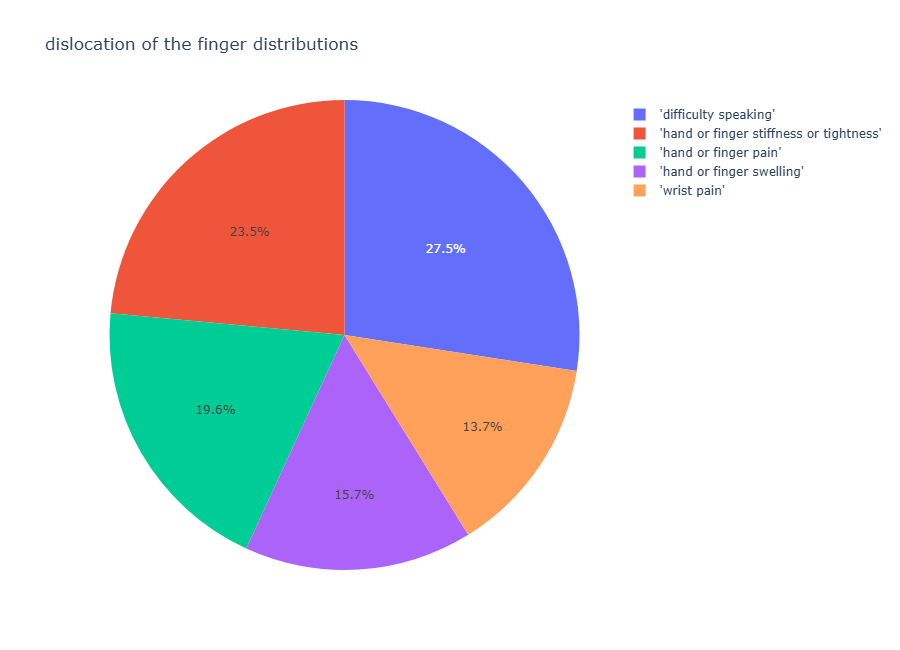 dislocation of the finger distributions
'difficulty speaking'
'hand or finger stiffness or tightness'
'hand or finger pain'
'hand or finger swelling'
'wrist pain'
23.5%
27.5%
19.6%
13.7%
15.7%